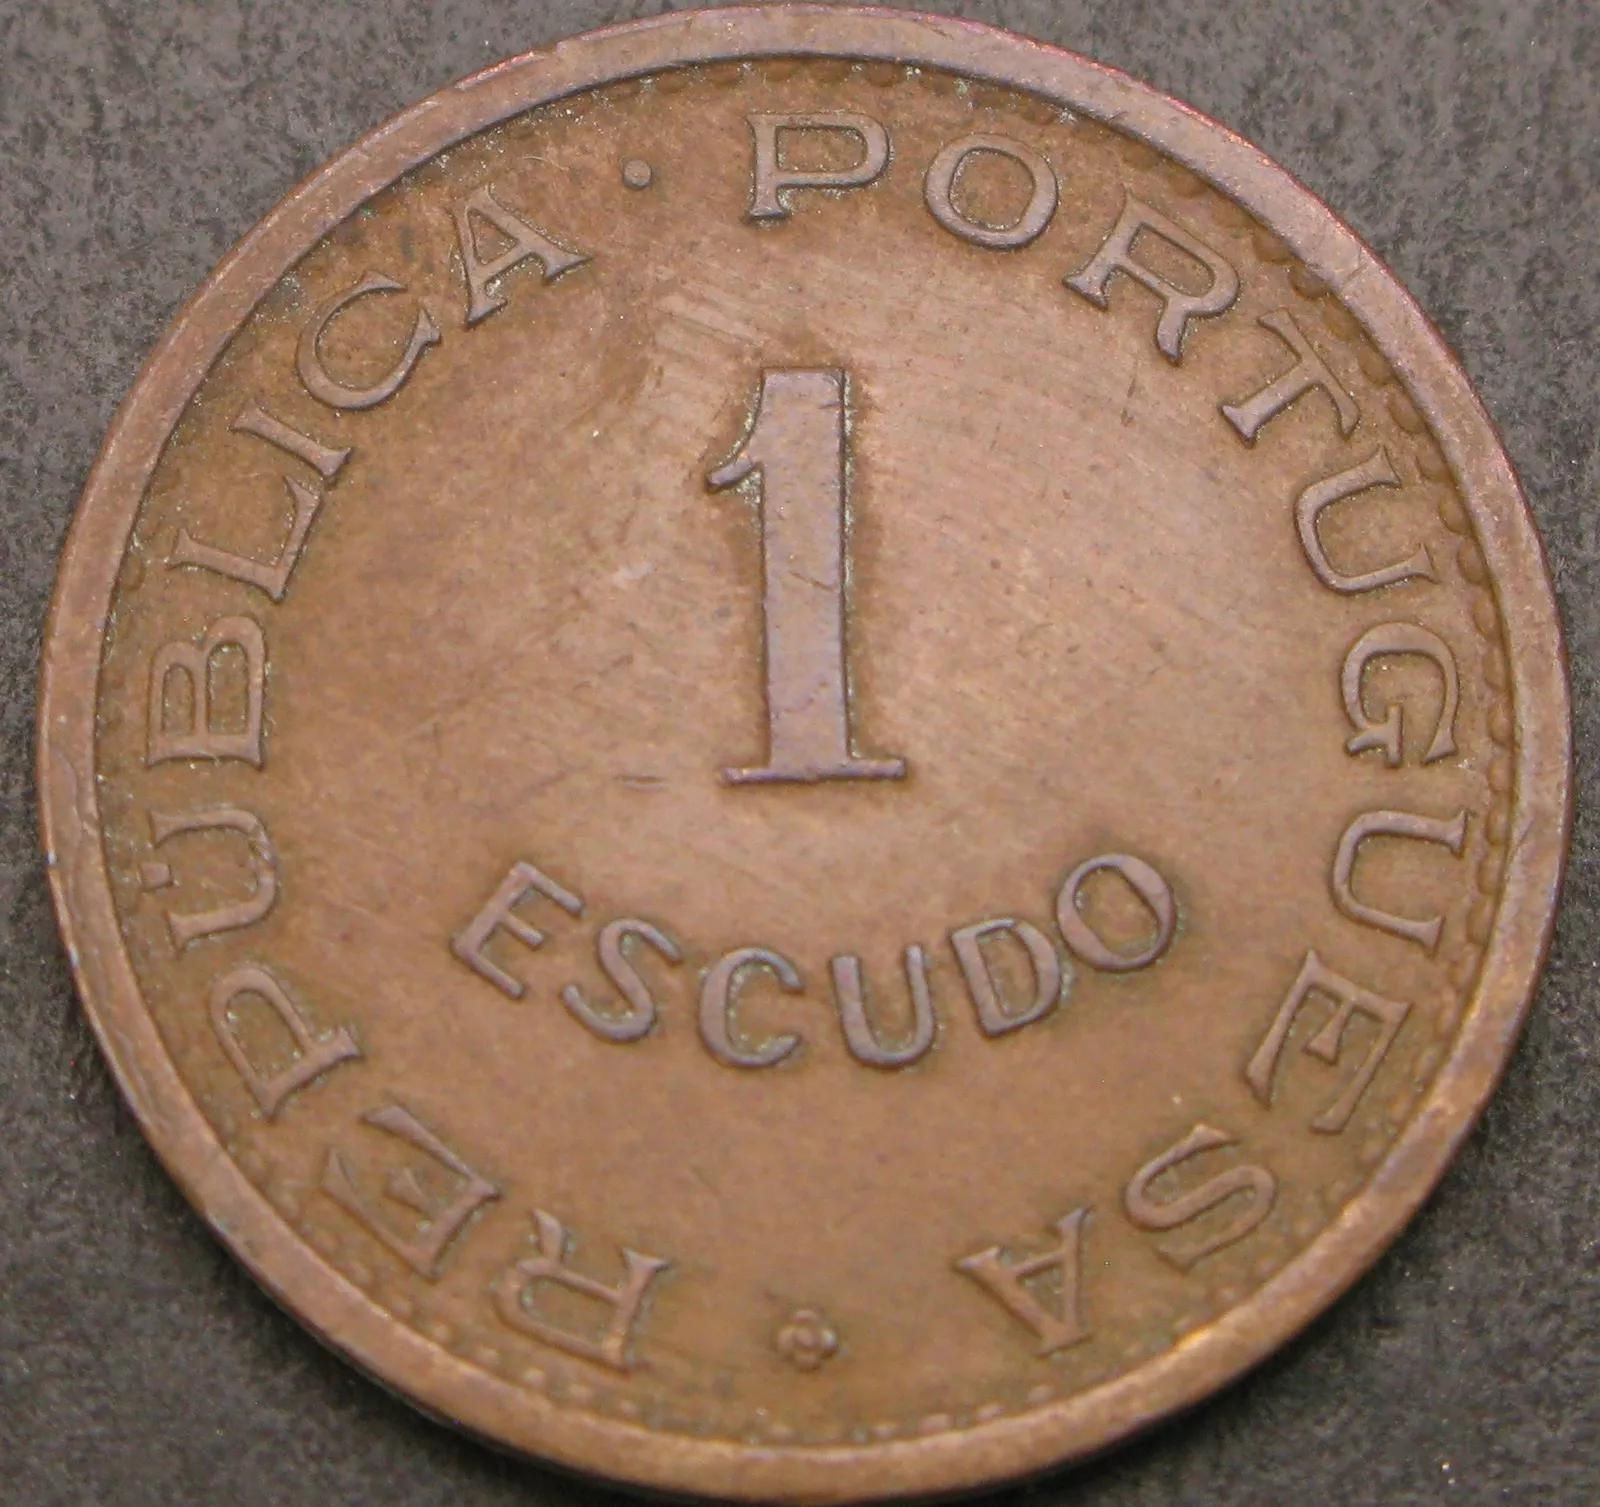 REPÚBLICA · PORTUGUESA
1
ESCUDO